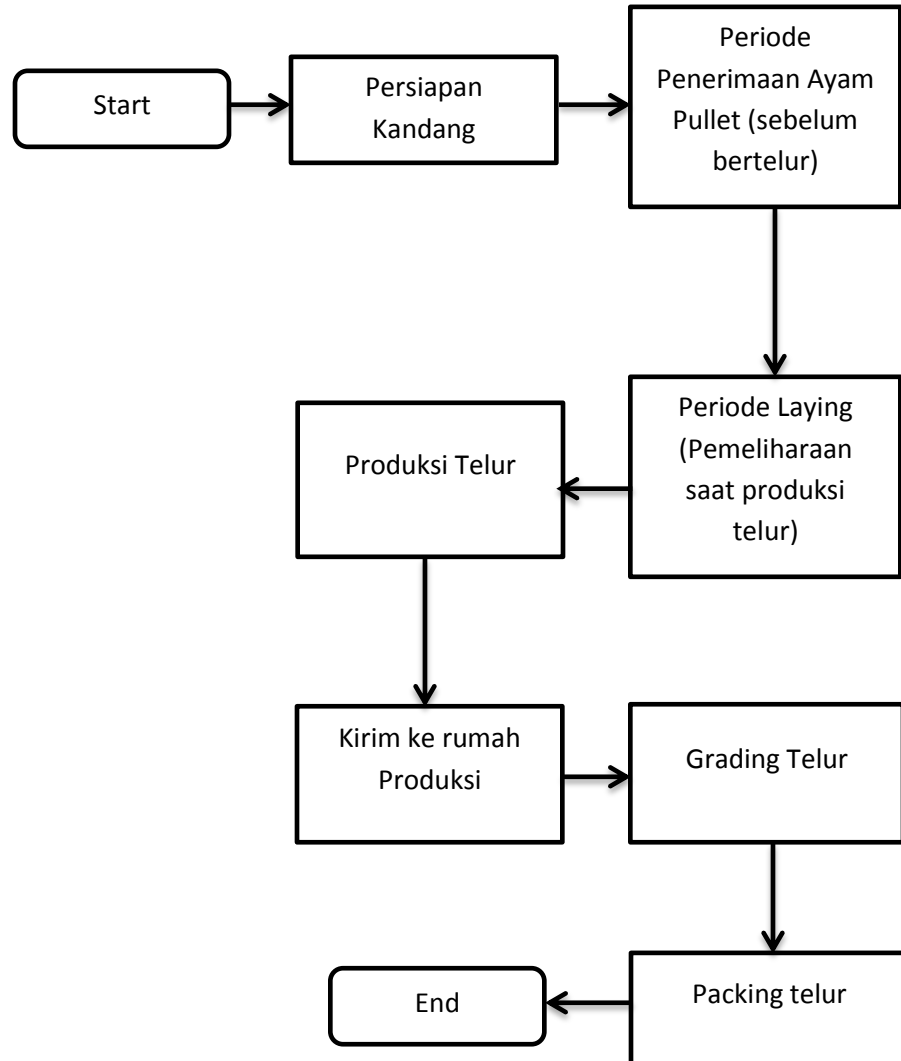 Start
Persiapan
Kandang
Periode
Penerimaan Ayam
Pullet (sebelum
bertelur)
Periode Laying
(Pemeliharaan
saat produksi
telur)
Produksi Telur
Kirim ke rumah
Produksi
Grading Telur
Packing telur
End